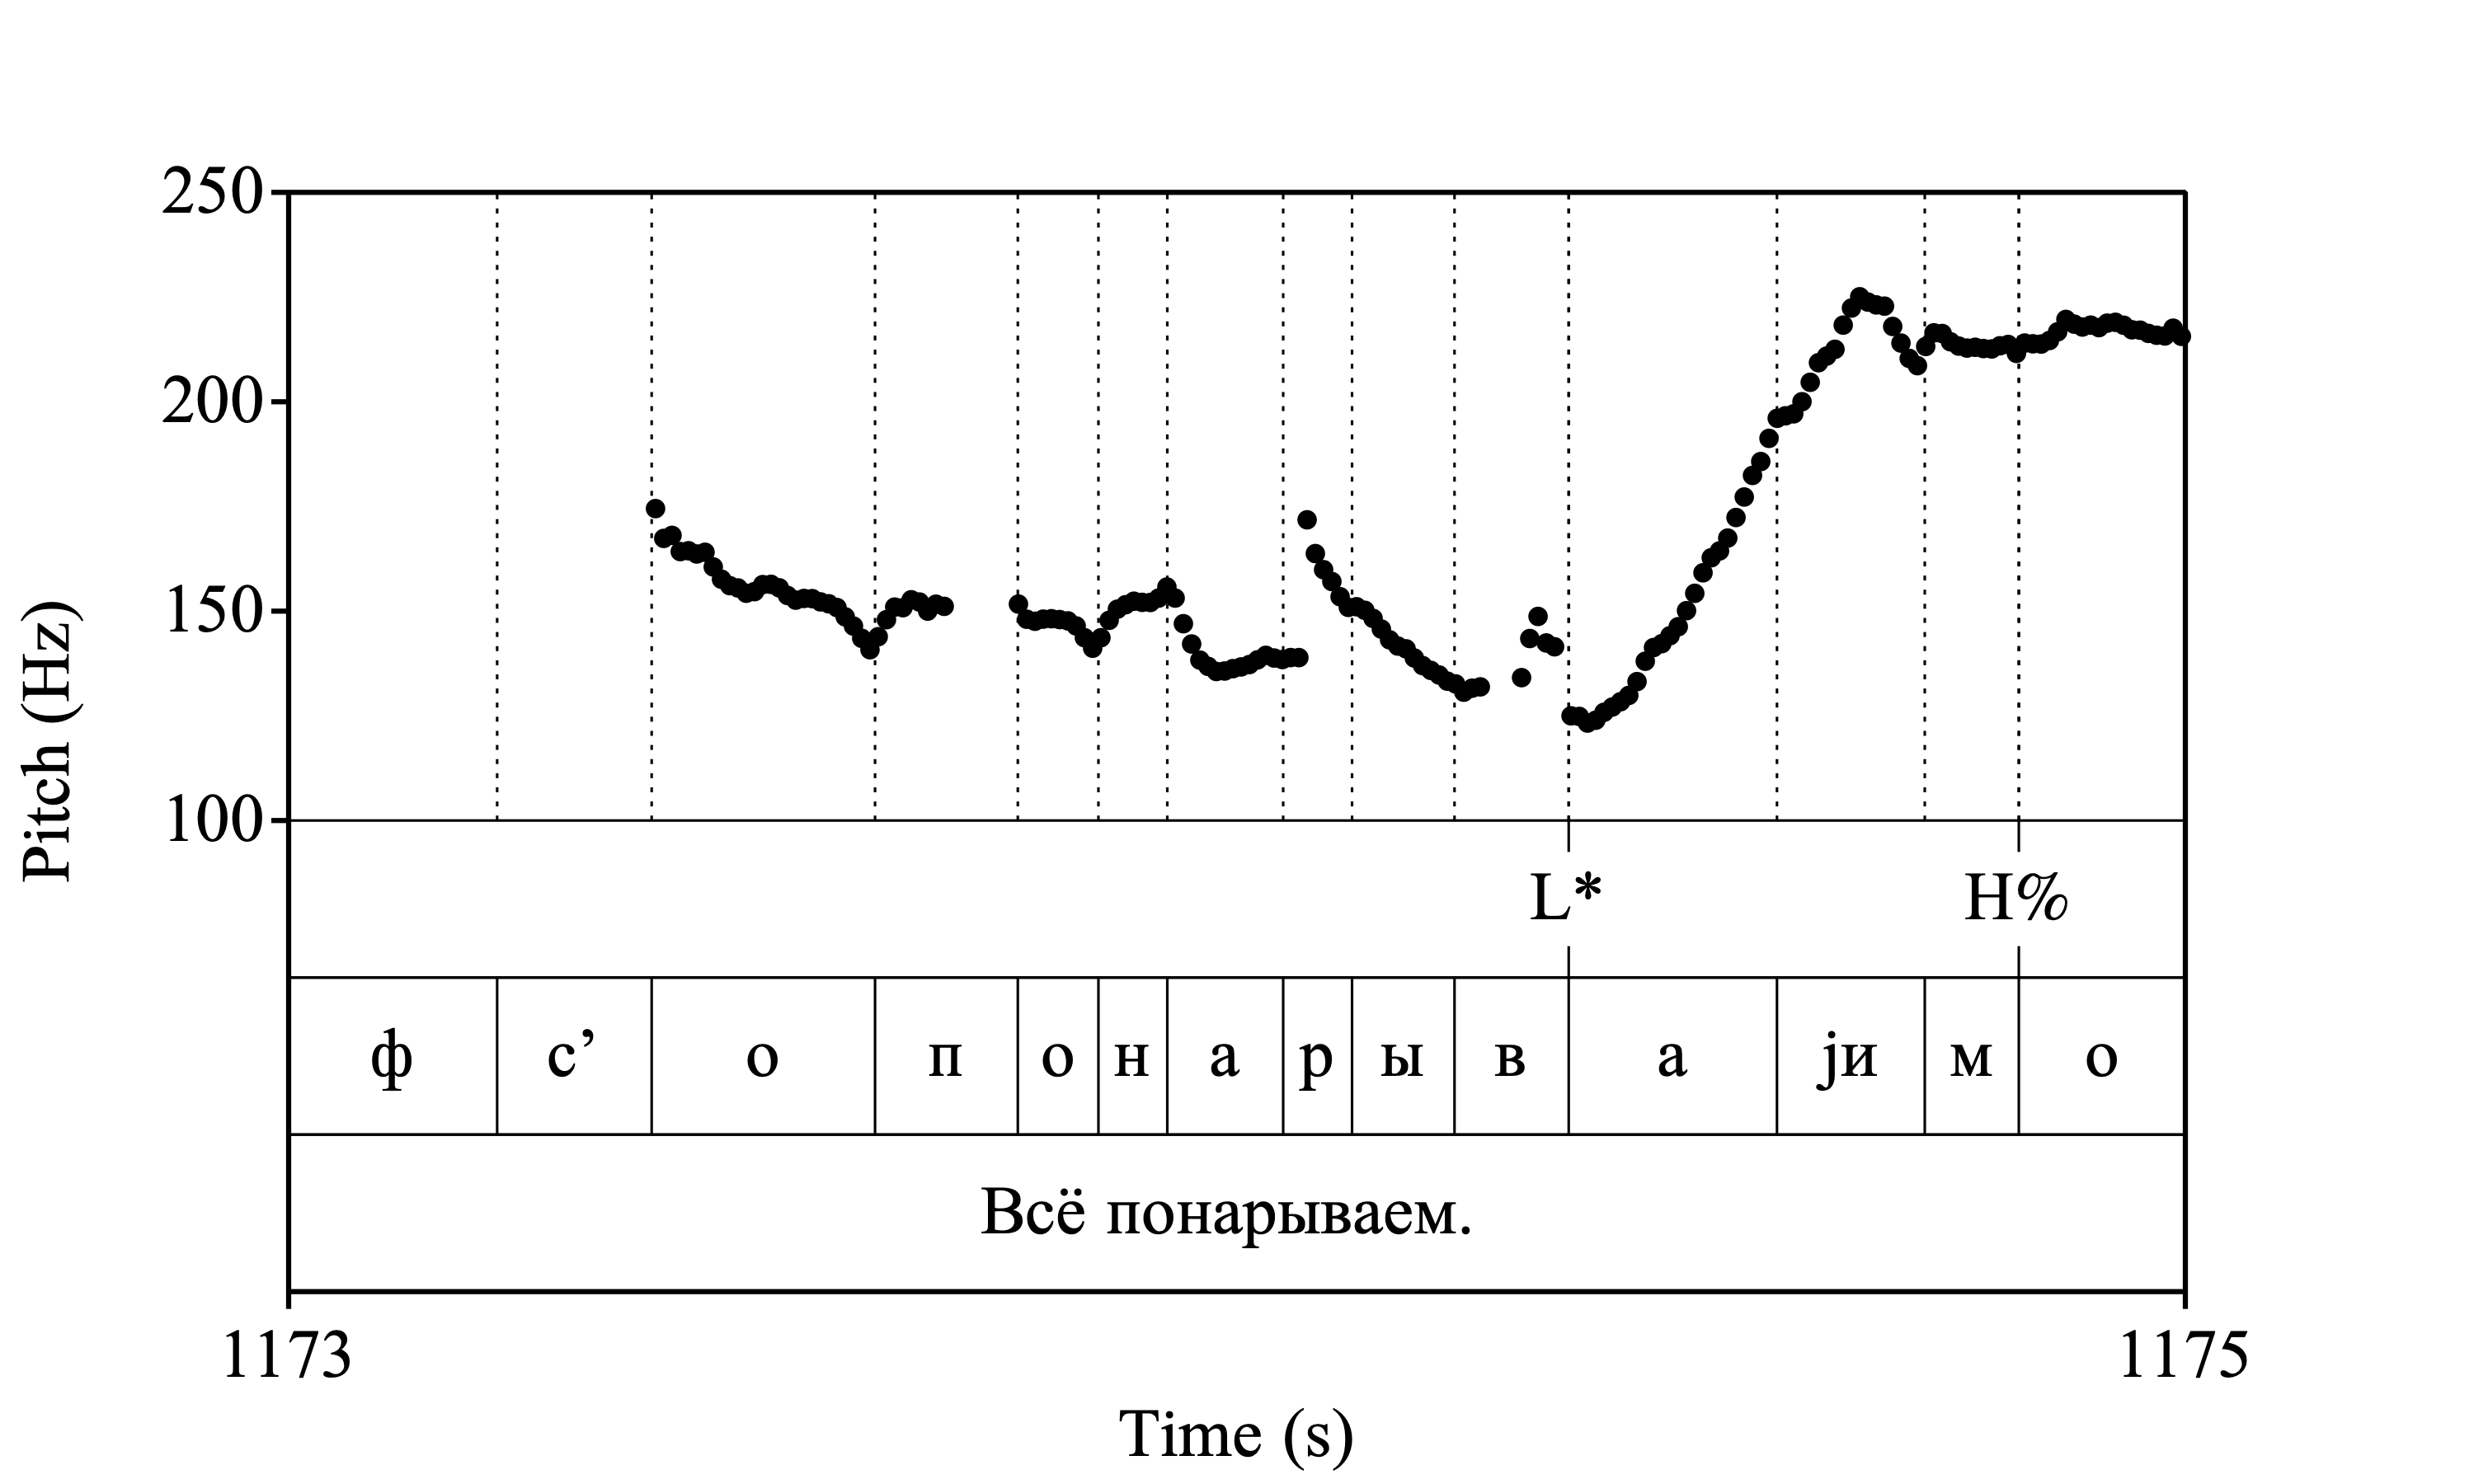 250
200
150
100
Pitch (Hz)
L* H%
ф с’ о п о н а р ы в а jи м о
Всё понарываем.
1173 1175
Time (s)